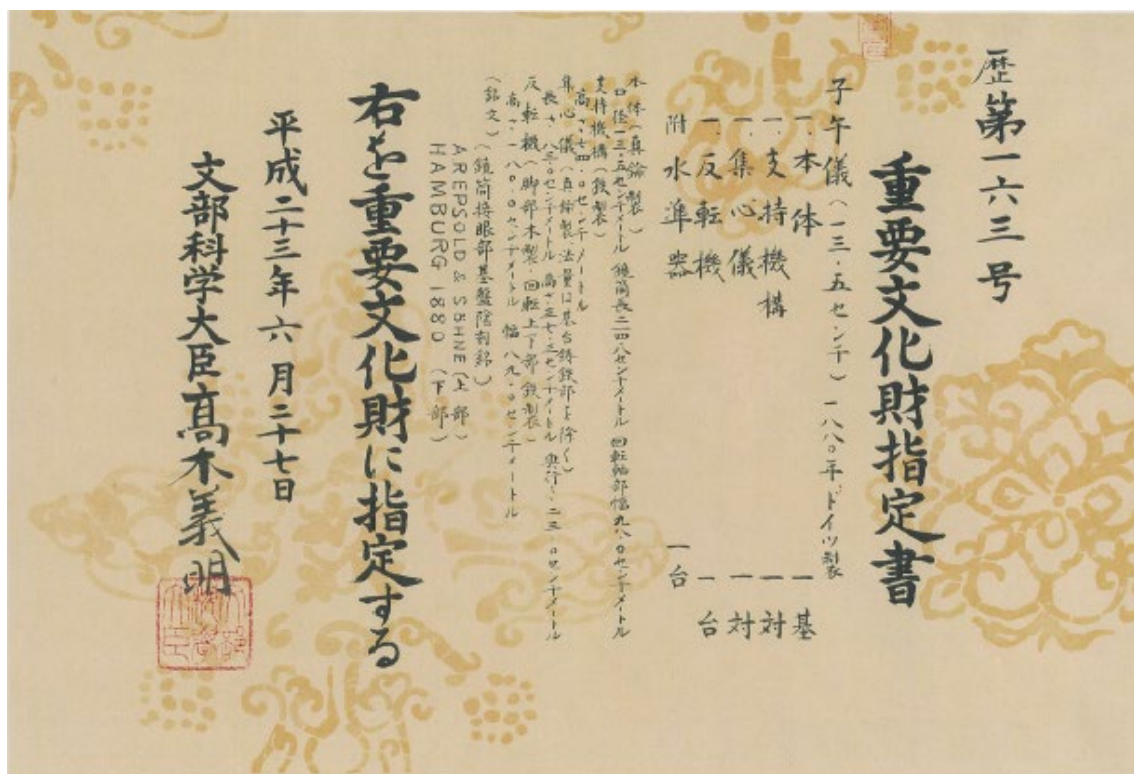 歴第一六三号
重要文化財指定書
子午儀(一三・五センチ)一八八〇年、ドイツ製
一、本体 一基
一、支持機構 一対
一、集心儀 一対
一、反転機 一台
附 水準器 一台
本体(真鍮製)
口径一三・五センチメートル 鏡筒長二四八センチメートル 回転軸部幅九八・〇センチメートル
支持機構(鉄製)
高さ一七四・〇センチメートル
集心儀(真鍮製、法量は基台鋳鉄部を除く)
長さ一八三・〇センチメートル 高さ三七・三センチメートル 奥行二三・〇センチメートル
反転機(脚部木製・回転上下部鉄製)
高さ一八〇・〇センチメートル 幅八九・〇センチメートル
(銘文)(鏡筒接眼部基盤陰刻銘)
AREPSOLD & SÖHNE(上部)
HAMBURG 1880(下部)
右を重要文化財に指定する
平成二十三年六月二十七日
文部科学大臣髙木義明